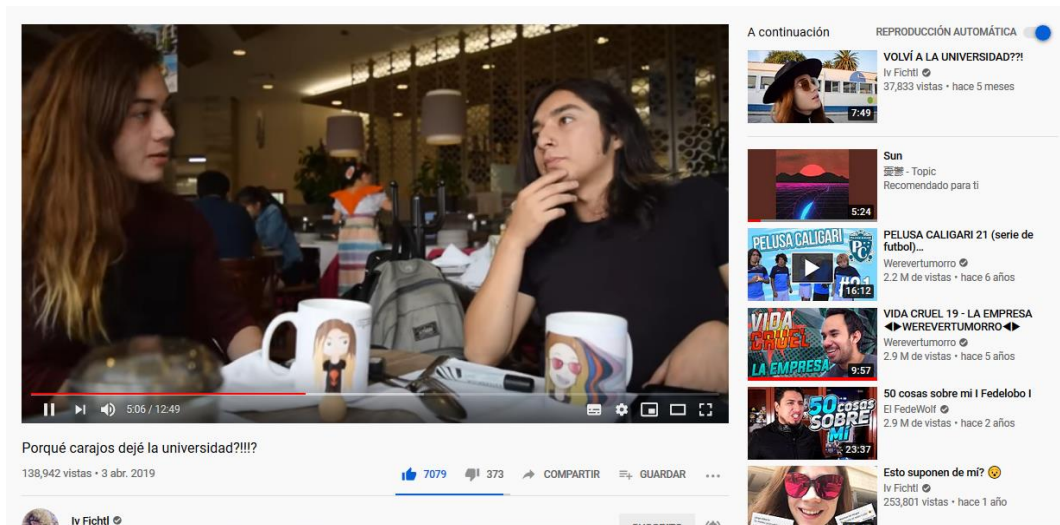 5:06 / 12:49
Porqué carajos dejé la universidad?!!!?
138,942 vistas • 3 abr. 2019
7079 373 COMPARTIR GUARDAR
Iv Fichtl
A continuación REPRODUCCIÓN AUTOMÁTICA
VOLVÍ A LA UNIVERSIDAD??!
Iv Fichtl
37,833 vistas • hace 5 meses
7:49
Sun
憂鬱 - Topic
Recomendado para ti
5:24
PELUSA CALIGARI
PC
16:12
PELUSA CALIGARI 21 (serie de
futbol)...
Werevertumorro
2.2 M de vistas • hace 6 años
VIDA
CRUEL
LA EMPRESA
9:57
VIDA CRUEL 19 - LA EMPRESA
◄►WEREVERTUMORRO◄►
Werevertumorro
2.9 M de vistas • hace 5 años
50 COSAS
SOBRE
MI
23:37
50 cosas sobre mi I Fedelobo I
El FedeWolf
2.9 M de vistas • hace 2 años
Esto suponen de mí? 😮
Iv Fichtl
253,801 vistas • hace 1 año